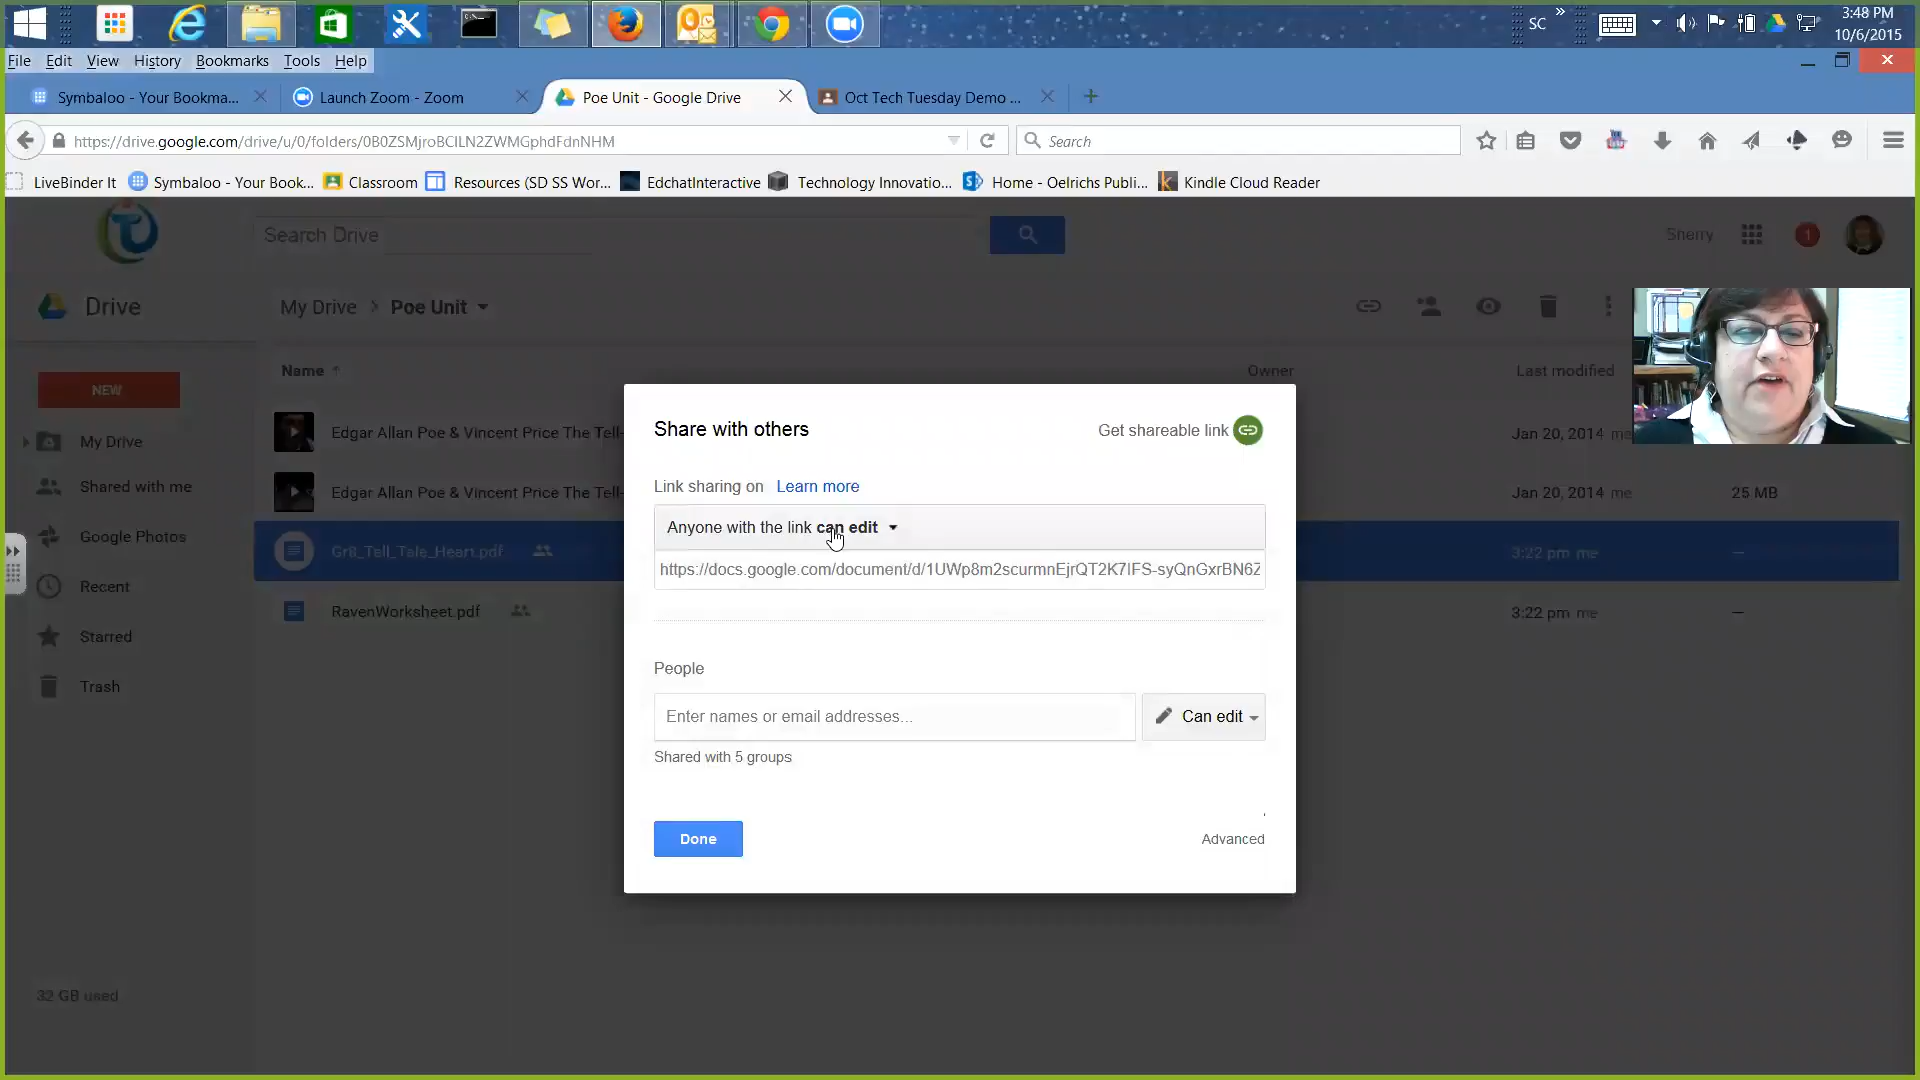 SC
»
3:48 PM
10/6/2015
File Edit View History Bookmarks Tools Help
Symbaloo - Your Bookma...
Launch Zoom - Zoom
Poe Unit - Google Drive
Oct Tech Tuesday Demo ...
https://drive.google.com/drive/u/0/folders/0B0ZSMjroBClLN2ZWMGphdFdnNHM
Search
LiveBinder It
Symbaloo - Your Book...
Classroom
Resources (SD SS Wor...
EdchatInteractive
Technology Innovatio...
Home - Oelrichs Publi...
Kindle Cloud Reader
Search Drive
Sherry
1
Drive
My Drive > Poe Unit
Name
Owner
Last modified
NEW
My Drive
Shared with me
Google Photos
Recent
Starred
Trash
32 GB used
Edgar Allan Poe & Vincent Price The Tell-
Jan 20, 2014 me
Edgar Allan Poe & Vincent Price The Tell-
Jan 20, 2014 me
25 MB
Gr8_Tell_Tale_Heart.pdf
3:22 pm me
—
RavenWorksheet.pdf
3:22 pm me
—
Share with others
Get shareable link
Link sharing on Learn more
Anyone with the link can edit
https://docs.google.com/document/d/1UWp8m2scurmnEjrQT2K7IFS-syQnGxrBN6Z
People
Enter names or email addresses...
Can edit
Shared with 5 groups
Done
Advanced